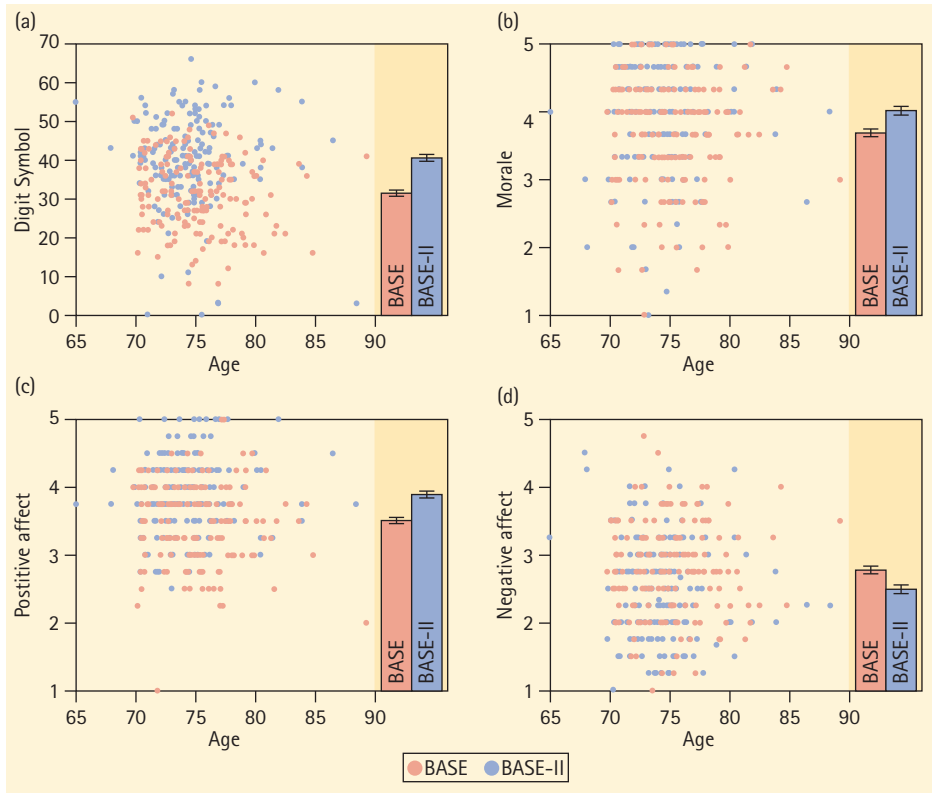 (a)
70
60
50
40
30
20
10
0
Digit Symbol
BASE
BASE-II
65 70 75 80 85 90
Age
(b)
5
4
3
2
1
Morale
BASE
BASE-II
65 70 75 80 85 90
Age
(c)
5
4
3
2
1
Postitive affect
BASE
BASE-II
65 70 75 80 85 90
Age
(d)
5
4
3
2
1
Negative affect
BASE
BASE-II
65 70 75 80 85 90
Age
BASE BASE-II